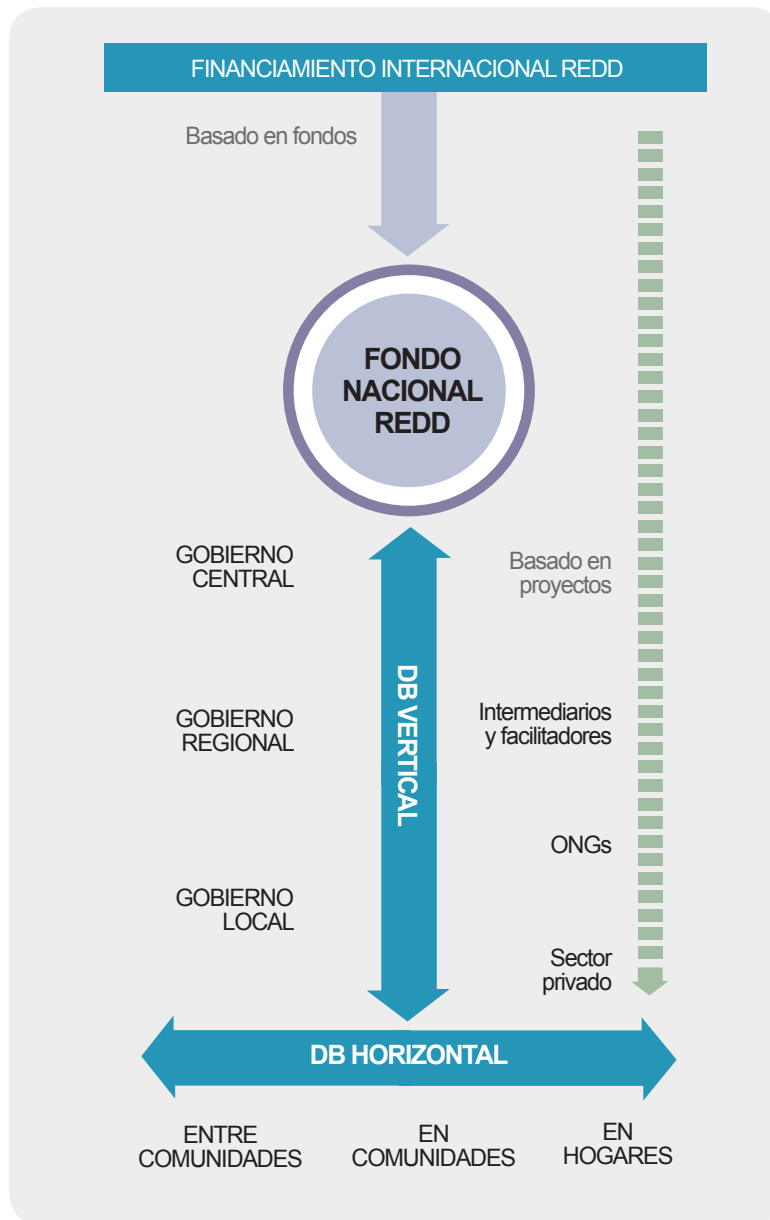 FINANCIAMIENTO INTERNACIONAL REDD
Basado en fondos
FONDO
NACIONAL
REDD
GOBIERNO
CENTRAL
Basado en
proyectos
DB VERTICAL
GOBIERNO
REGIONAL
Intermediarios
y facilitadores
ONGs
GOBIERNO
LOCAL
Sector
privado
DB HORIZONTAL
ENTRE
COMUNIDADES
EN
COMUNIDADES
EN
HOGARES